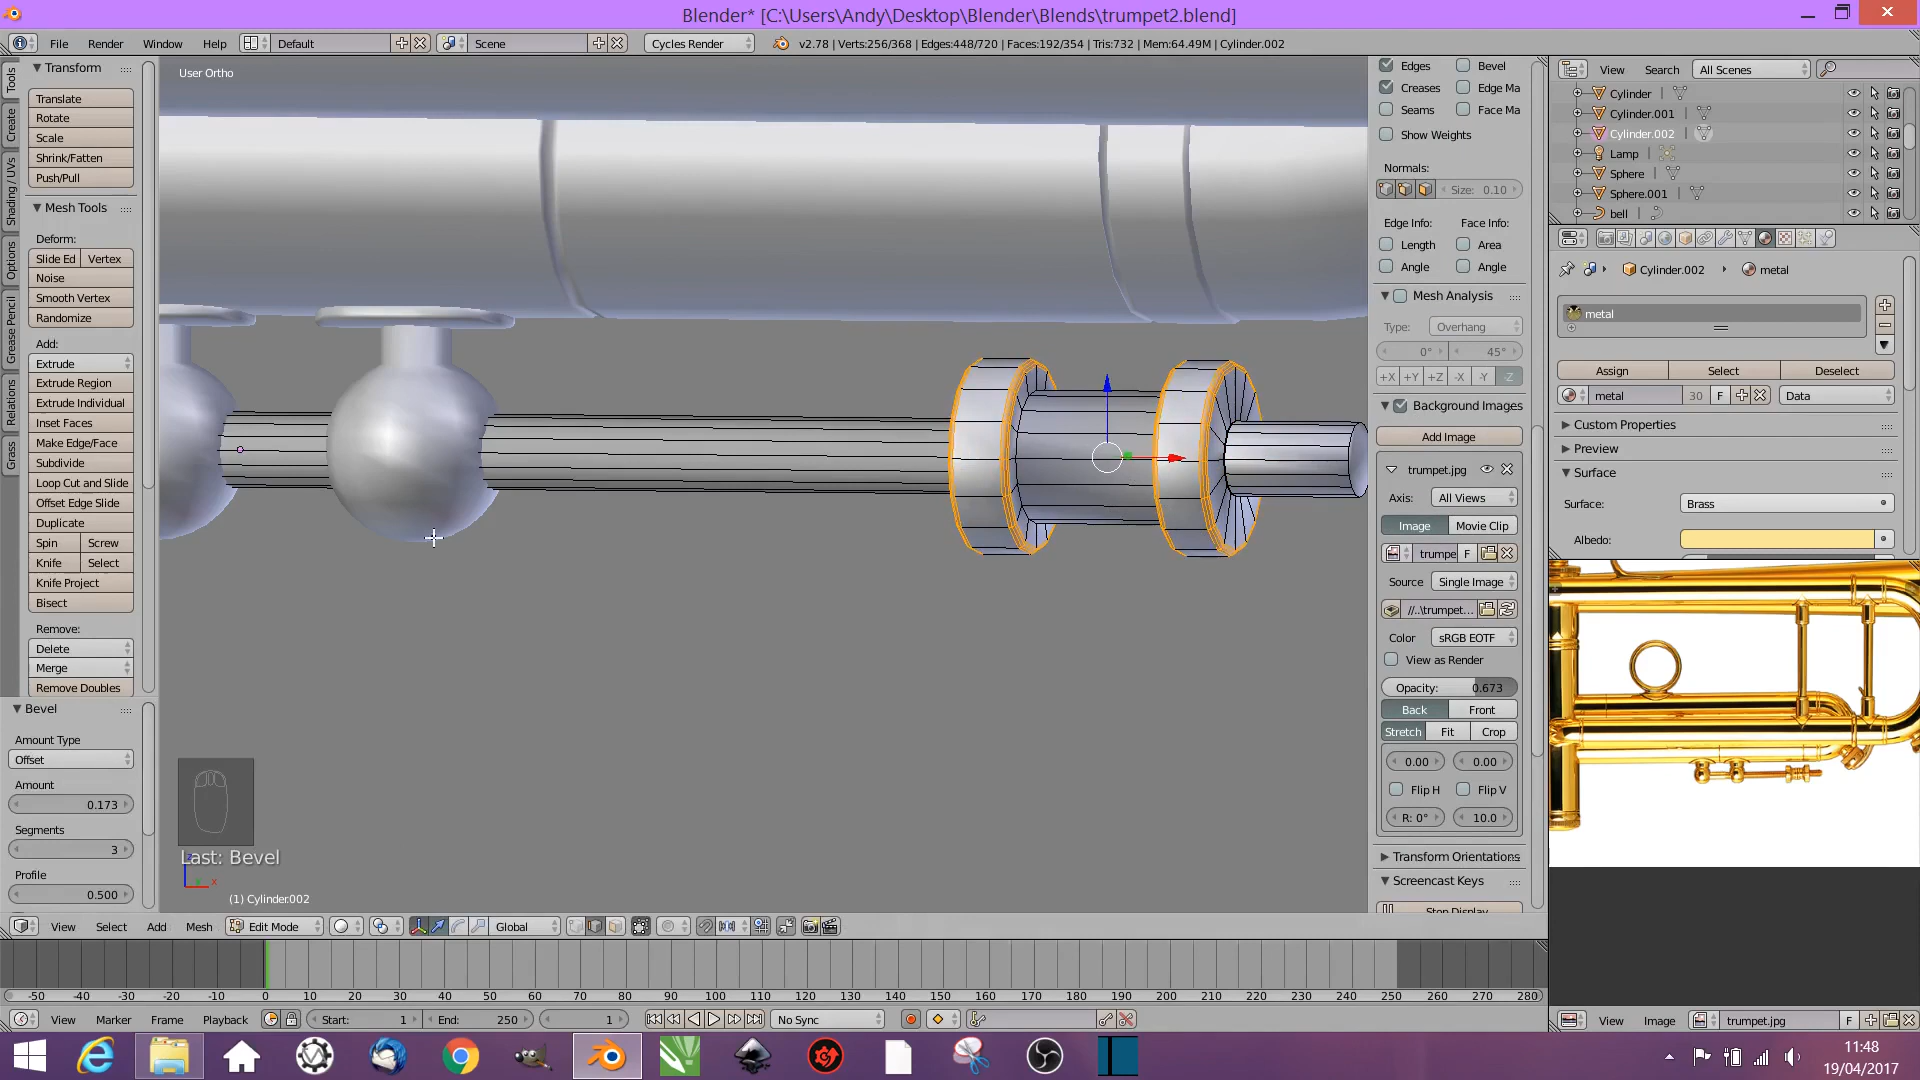 Blender* [C:\Users\Andy\Desktop\Blender\Blends\trumpet2.blend]
File Render Window Help Default Scene Cycles Render v2.78 | Verts:256/368 | Edges:448/720 | Faces:192/354 | Tris:732 | Mem:64.49M | Cylinder.002
Tools
Create
Shading / UVs
Options
Grease Pencil
Relations
Grass
Transform
Translate
Rotate
Scale
Shrink/Fatten
Push/Pull
Mesh Tools
Deform:
Slide Ed Vertex
Noise
Smooth Vertex
Randomize
Add:
Extrude
Extrude Region
Extrude Individual
Inset Faces
Make Edge/Face
Subdivide
Loop Cut and Slide
Offset Edge Slide
Duplicate
Spin Screw
Knife Select
Knife Project
Bisect
Remove:
Delete
Merge
Remove Doubles
Bevel
Amount Type
Offset
Amount
0.173
Segments
3
Profile
0.500
User Ortho
Last: Bevel
x
(1) Cylinder.002
Edges Bevel
Creases Edge Ma
Seams Face Ma
Show Weights
Normals:
Size: 0.10
Edge Info: Face Info:
Length Area
Angle Angle
Mesh Analysis
Type: Overhang
0° 45°
+X +Y +Z -X -Y -Z
Background Images
Add Image
trumpet.jpg
Axis: All Views
Image Movie Clip
trumpe F
Source Single Image
//..\trumpet...
Color sRGB EOTF
View as Render
Opacity: 0.673
Back Front
Stretch Fit Crop
0.00 0.00
Flip H Flip V
R: 0° 10.0
Transform Orientations
Screencast Keys
View Search All Scenes
Cylinder
Cylinder.001
Cylinder.002
Lamp
Sphere
Sphere.001
bell
Cylinder.002 metal
metal
Assign Select Deselect
metal 30 F Data
Custom Properties
Preview
Surface
Surface: Brass
Albedo:
View Image trumpet.jpg F
View Select Add Mesh Edit Mode Global
-50 -40 -30 -20 -10 0 10 20 30 40 50 60 70 80 90 100 110 120 130 140 150 160 170 180 190 200 210 220 230 240 250 260 270 280
View Marker Frame Playback Start: 1 End: 250 1 No Sync
11:48
19/04/2017